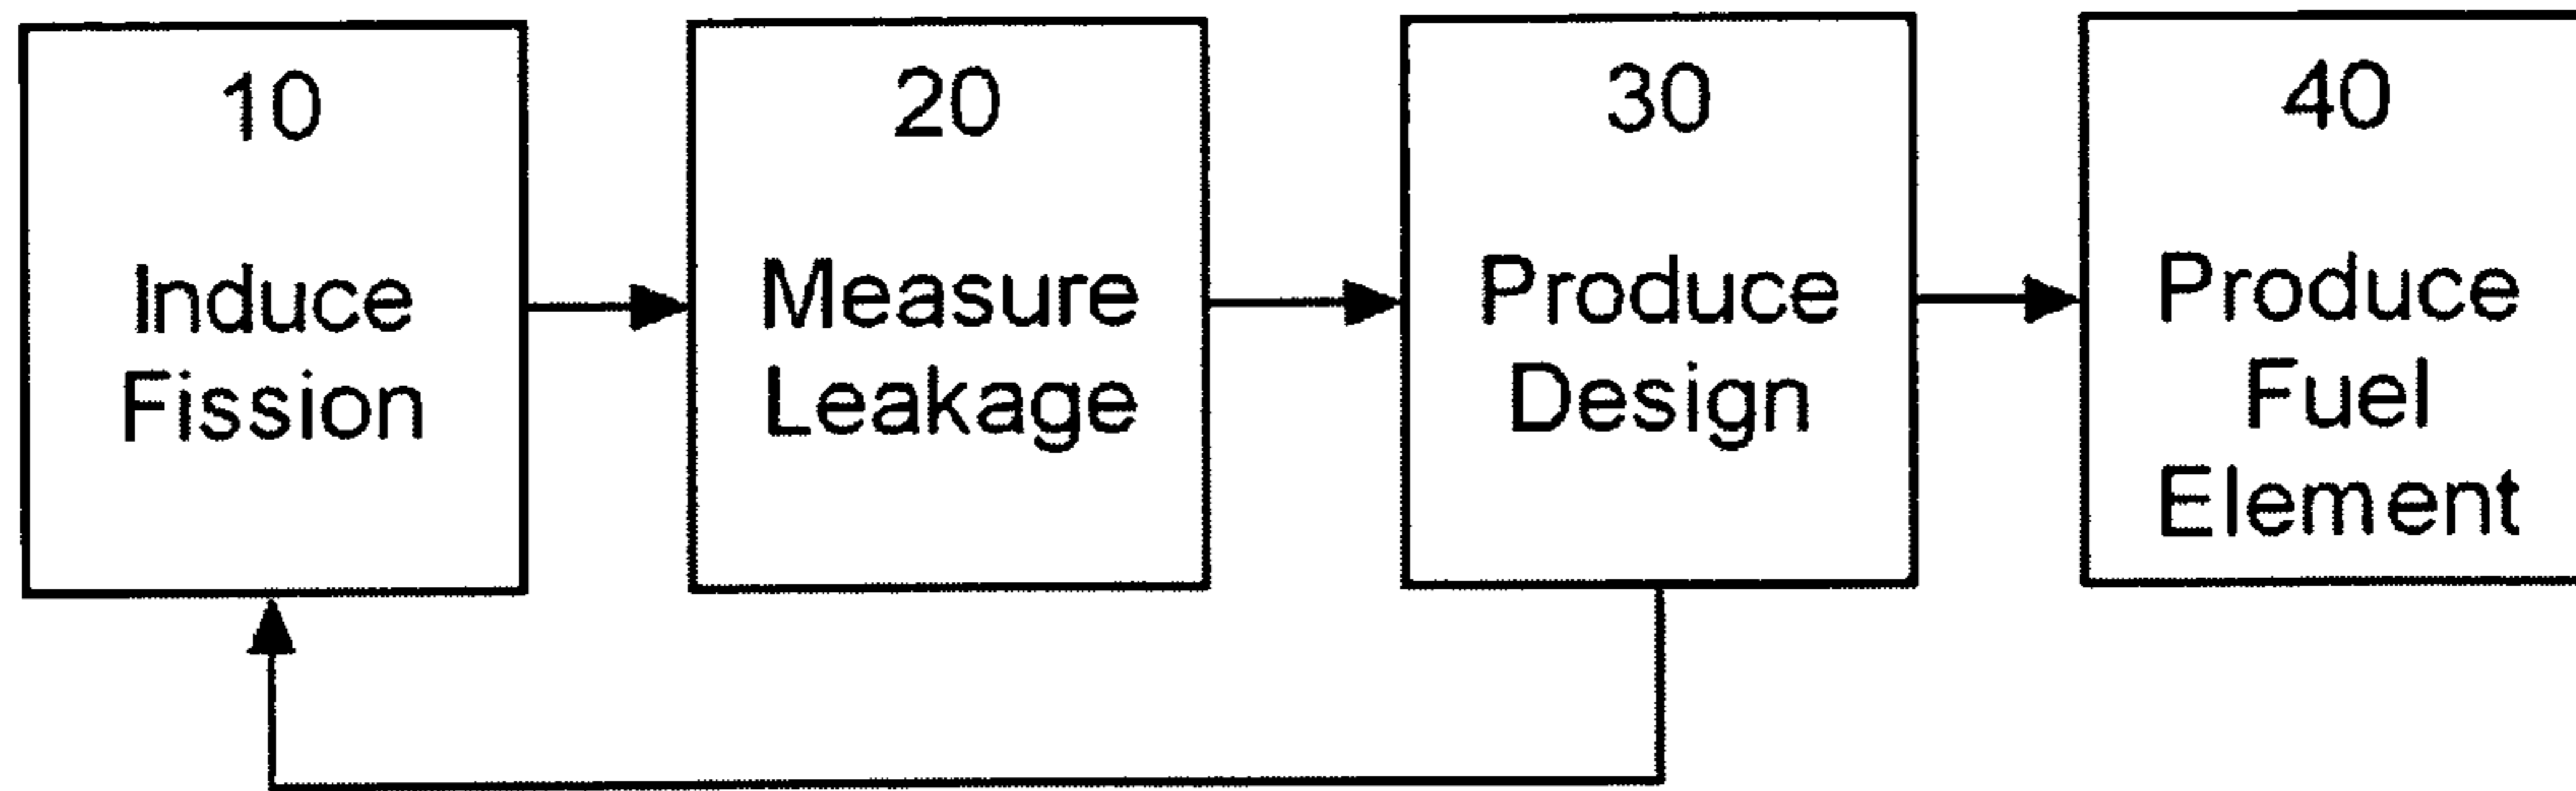 10
Induce
Fission
20
Measure
Leakage
30
Produce
Design
40
Produce
Fuel
Element